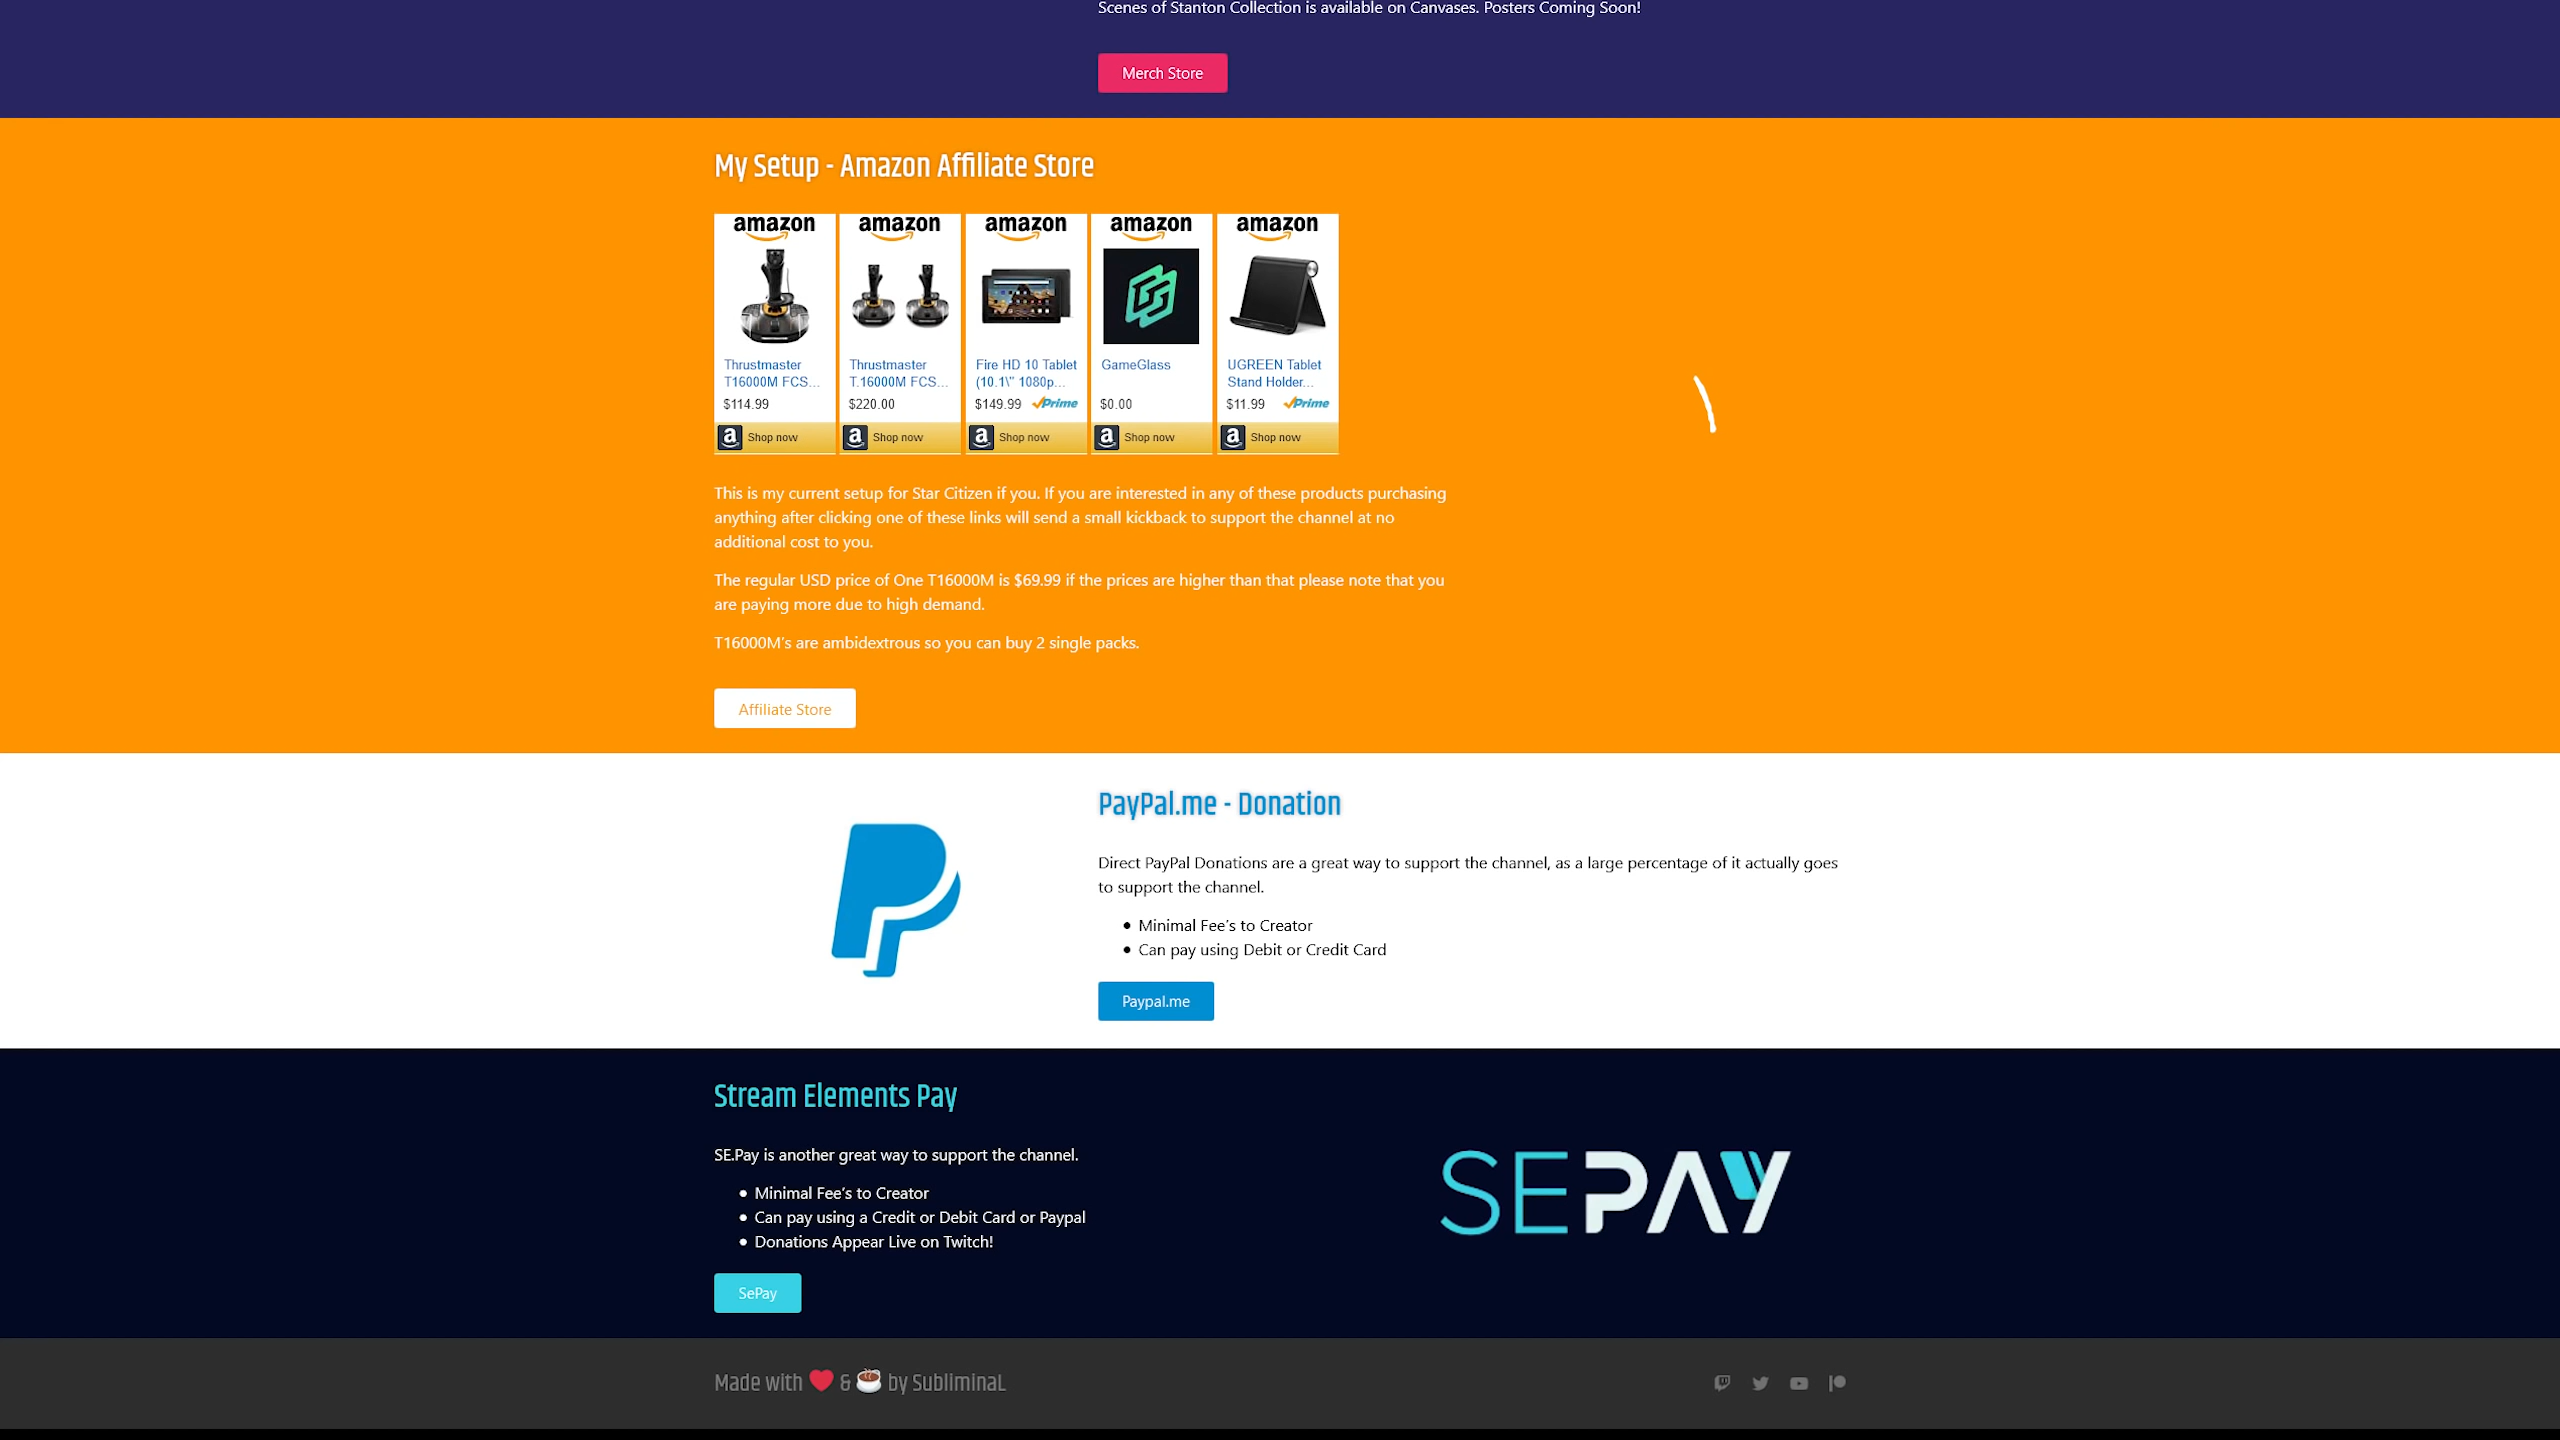 Scenes of Stanton Collection is available on Canvases. Posters Coming Soon!
Merch Store
My Setup - Amazon Affiliate Store
amazon amazon amazon amazon amazon
Thrustmaster
T16000M FCS...
$114.99
Shop now
Thrustmaster
T.16000M FCS...
$220.00
Shop now
Fire HD 10 Tablet
(10.1\" 1080p...
$149.99 Prime
Shop now
GameGlass
$0.00
Shop now
UGREEN Tablet
Stand Holder...
$11.99 Prime
Shop now
This is my current setup for Star Citizen if you. If you are interested in any of these products purchasing
anything after clicking one of these links will send a small kickback to support the channel at no
additional cost to you.
The regular USD price of One T16000M is $69.99 if the prices are higher than that please note that you
are paying more due to high demand.
T16000M's are ambidextrous so you can buy 2 single packs.
Affiliate Store
PayPal.me - Donation
Direct PayPal Donations are a great way to support the channel, as a large percentage of it actually goes
to support the channel.
• Minimal Fee's to Creator
• Can pay using Debit or Credit Card
Paypal.me
Stream Elements Pay
SE.Pay is another great way to support the channel.
• Minimal Fee's to Creator
• Can pay using a Credit or Debit Card or Paypal
• Donations Appear Live on Twitch!
SePay
SEPAY
Made with ❤️ & ☕ by SubliminaL